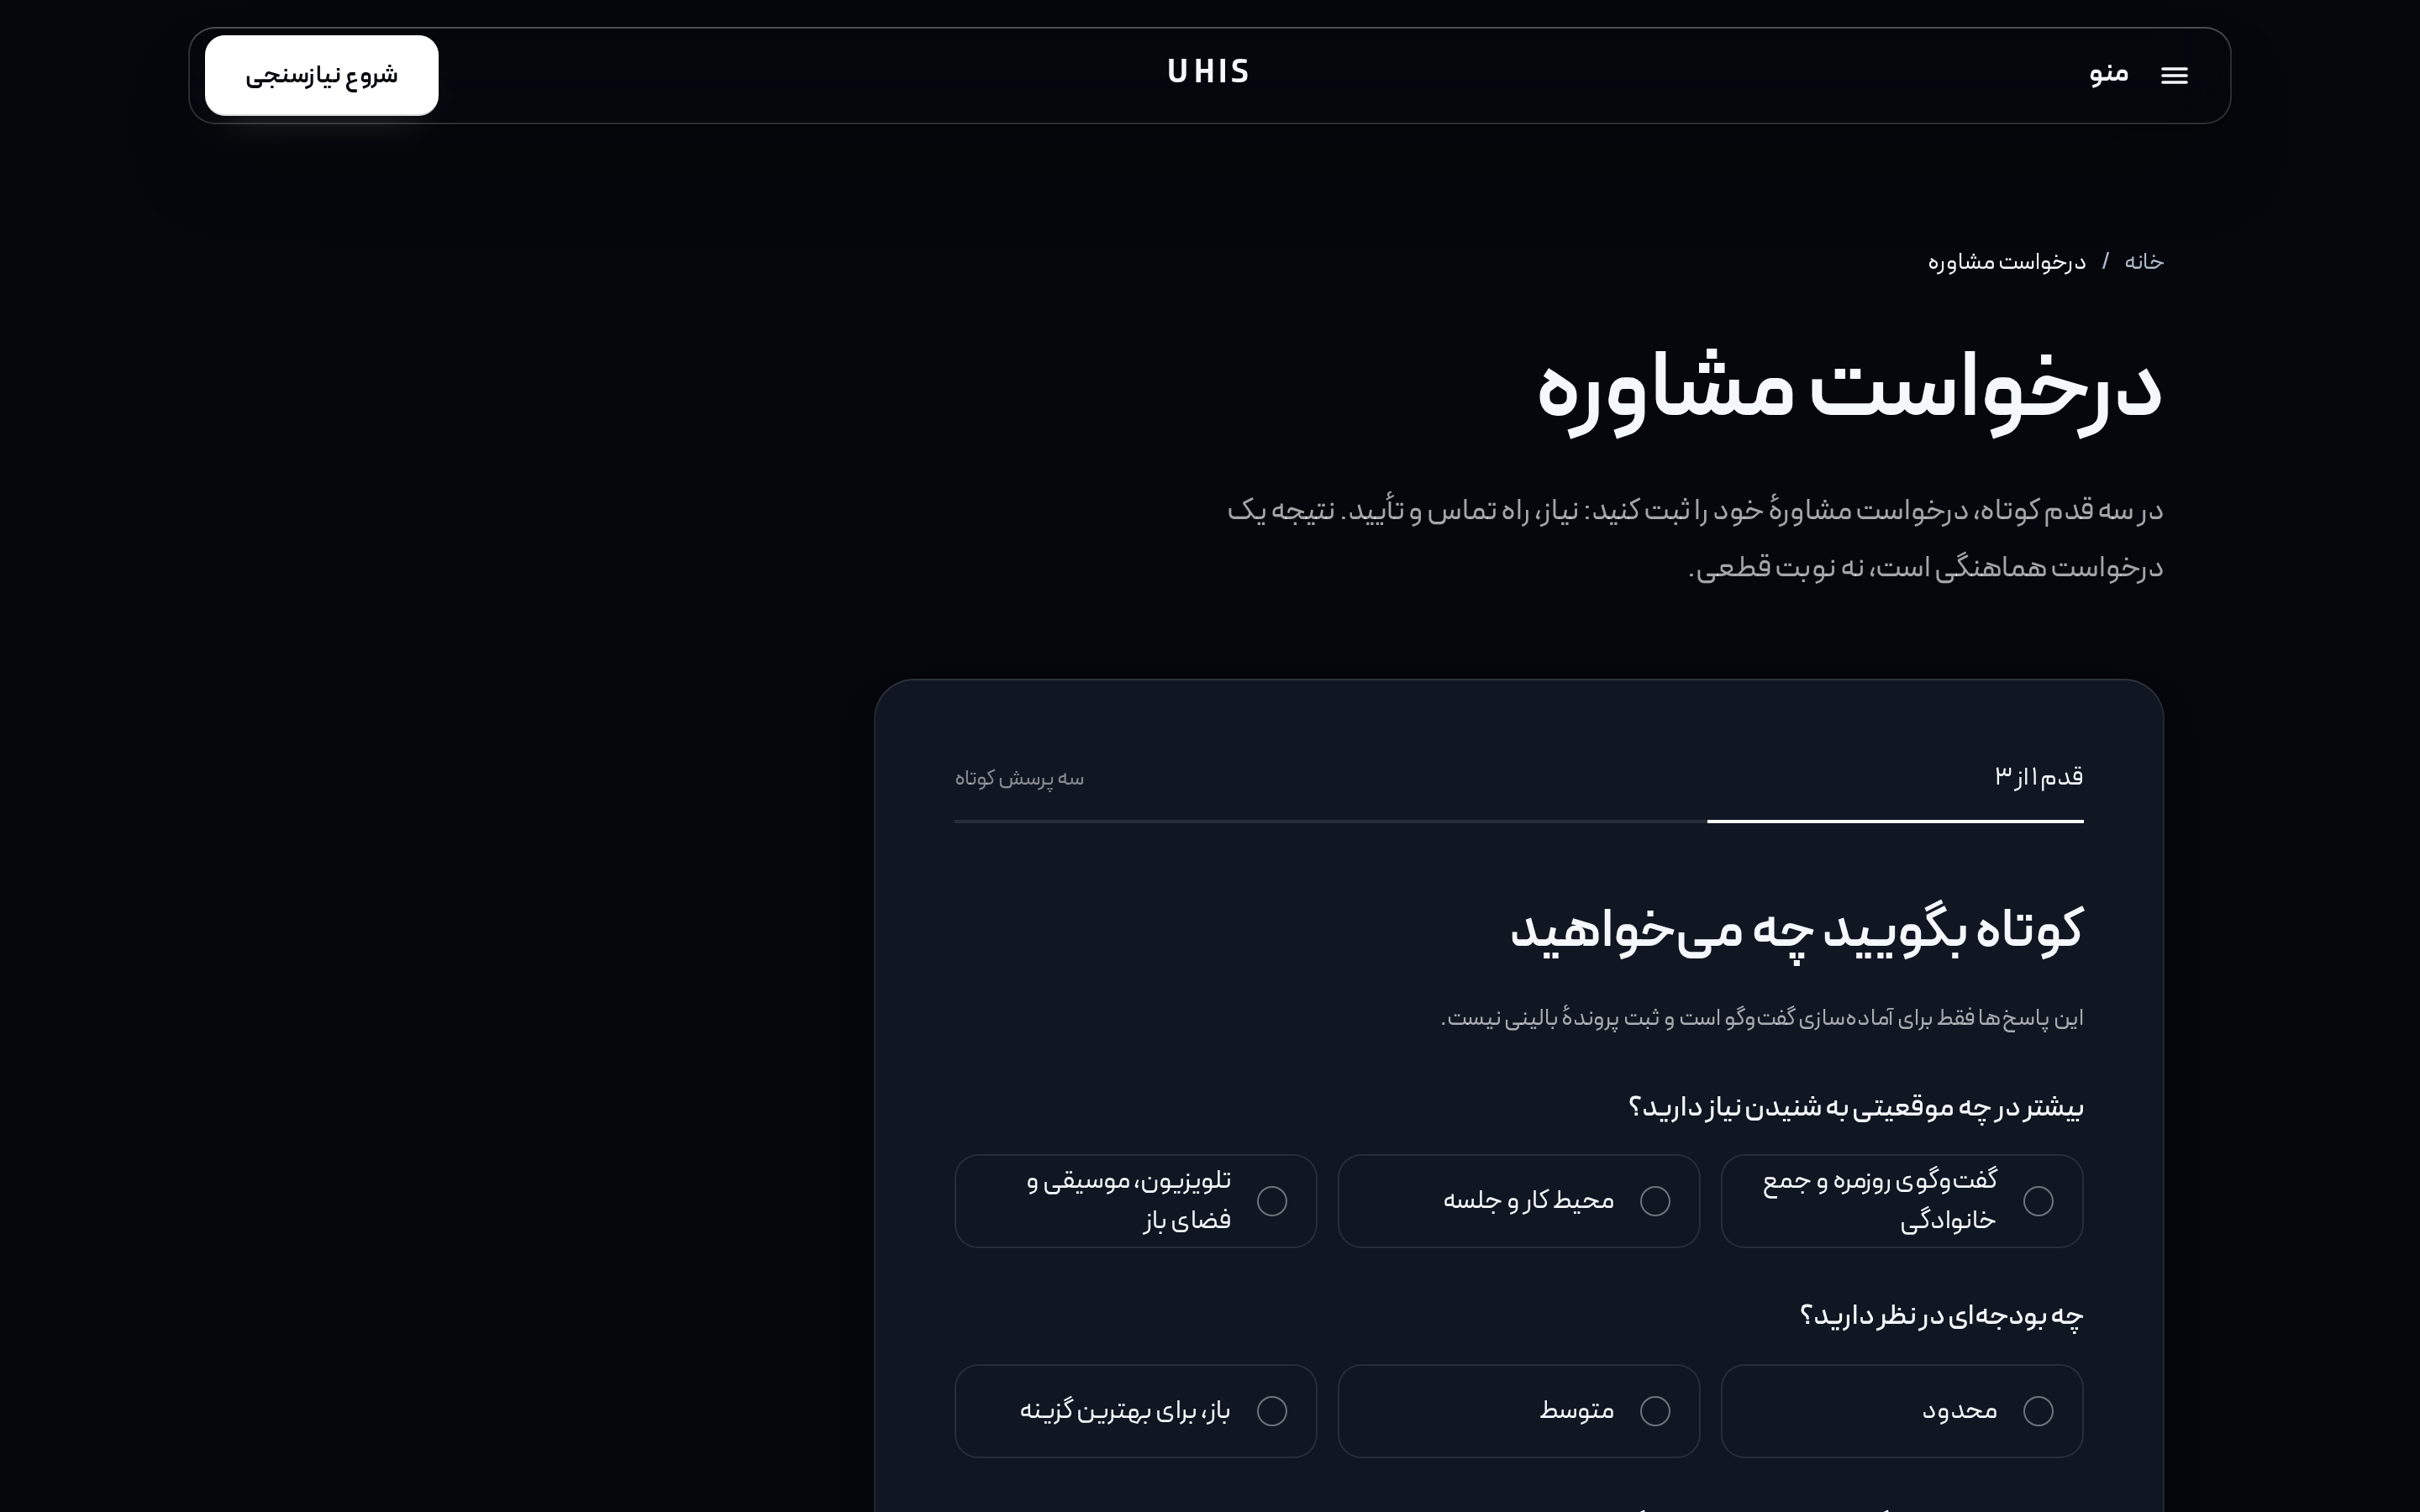 منو
UHIS
شروع نیازسنجی
خانه / درخواست مشاوره
درخواست مشاوره
در سه قدم کوتاه، درخواست مشاورهٔ خود را ثبت کنید: نیاز، راه تماس و تأیید. نتیجه یک
درخواست هماهنگی است، نه نوبت قطعی.
قدم ۱ از ۳
سه پرسش کوتاه
کوتاه بگویید چه می‌خواهید
این پاسخ‌ها فقط برای آماده‌سازی گفت‌وگو است و ثبت پروندهٔ بالینی نیست.
بیشتر در چه موقعیتی به شنیدن نیاز دارید؟
گفت‌وگوی روزمره و جمع
خانوادگی
محیط کار و جلسه
تلویزیون، موسیقی و
فضای باز
چه بودجه‌ای در نظر دارید؟
محدود
متوسط
باز، برای بهترین گزینه